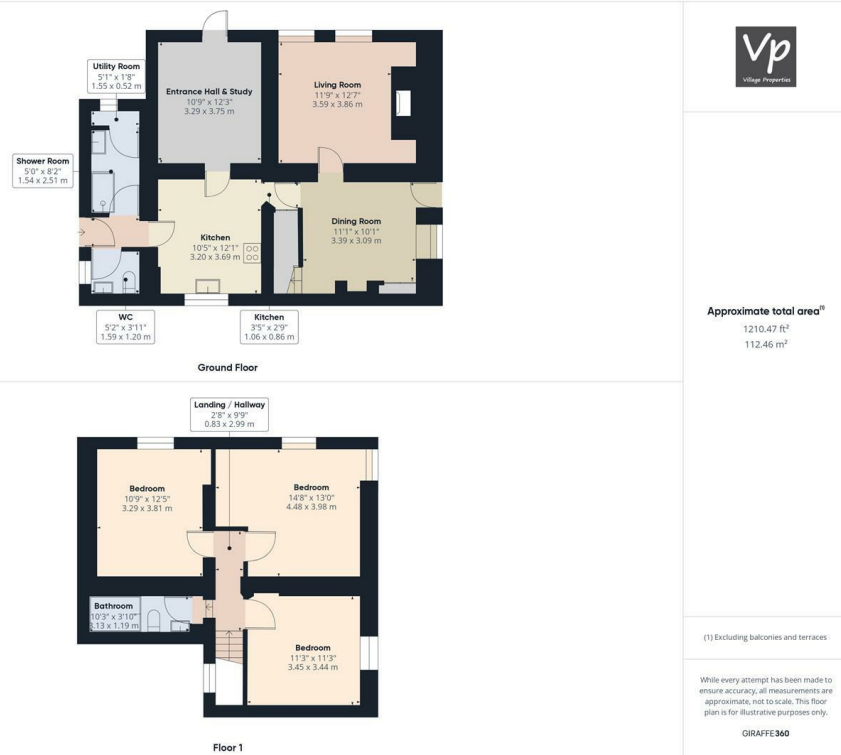 Utility Room
5'1" x 1'8"
1.55 x 0.52 m
Entrance Hall & Study
10'9" x 12'3"
3.29 x 3.75 m
Living Room
11'9" x 12'7"
3.59 x 3.86 m
Shower Room
5'0" x 8'2"
1.54 x 2.51 m
Kitchen
10'5" x 12'1"
3.20 x 3.69 m
Dining Room
11'1" x 10'1"
3.39 x 3.09 m
WC
5'2" x 3'11"
1.59 x 1.20 m
Kitchen
3'5" x 2'9"
1.06 x 0.86 m
Ground Floor
Landing / Hallway
2'8" x 9'9"
0.83 x 2.99 m
Bedroom
10'9" x 12'5"
3.29 x 3.81 m
Bedroom
14'8" x 13'0"
4.48 x 3.98 m
Bathroom
10'3" x 3'10"
3.13 x 1.19 m
Bedroom
11'3" x 11'3"
3.45 x 3.44 m
Floor 1
Vp
Village Properties
Approximate total area⁽¹⁾
1210.47 ft²
112.46 m²
(1) Excluding balconies and terraces
While every attempt has been made to
ensure accuracy, all measurements are
approximate, not to scale. This floor
plan is for illustrative purposes only.
GIRAFFE360